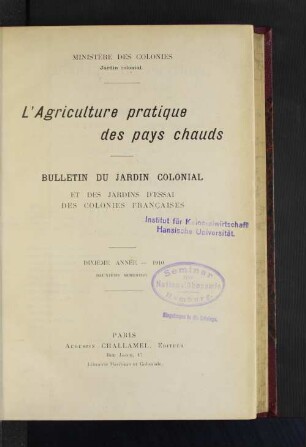 MINISTÈRE DES COLONIES
Jardin colonial
L'Agriculture pratique
des pays chauds
BULLETIN DU JARDIN COLONIAL
ET DES JARDINS D'ESSAI
DES COLONIES FRANÇAISES
Institut für
Hansische Universität.
DIXIÈME ANNÉE — 1910
Seminar
Hamburg
PARIS
Augustin CHALLAMEL, Éditeur
Rue Jacob, 17
Librairie Maritime et Coloniale.